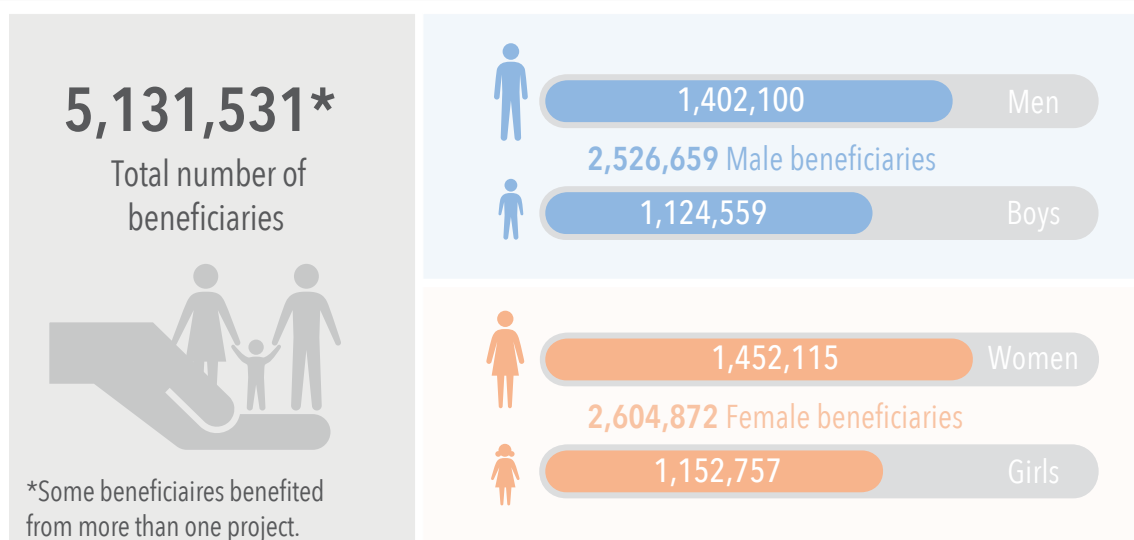 5,131,531*
Total number of
beneficiaries
*Some beneficiaires benefited
from more than one project.
1,402,100 Men
2,526,659 Male beneficiaries
1,124,559 Boys
1,452,115 Women
2,604,872 Female beneficiaries
1,152,757 Girls